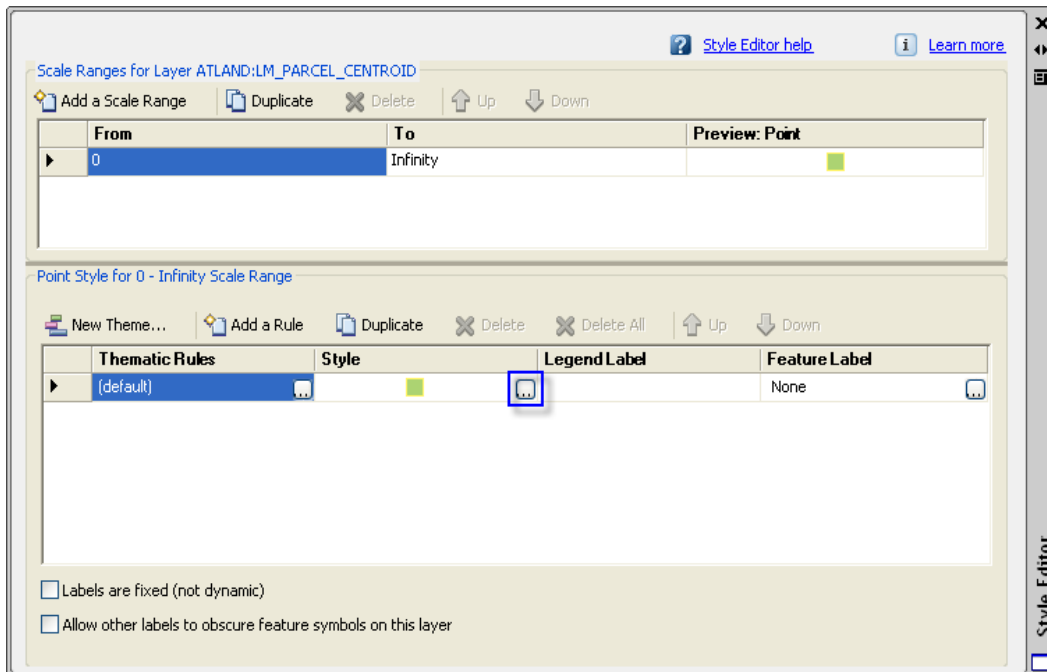 Style Editor help Learn more
Scale Ranges for Layer ATLAND:LM_PARCEL_CENTROID
Add a Scale Range Duplicate Delete Up Down
From To Preview: Point
0 Infinity
Point Style for 0 - Infinity Scale Range
New Theme... Add a Rule Duplicate Delete Delete All Up Down
Thematic Rules Style Legend Label Feature Label
(default) ... ... None ...
Labels are fixed (not dynamic)
Allow other labels to obscure feature symbols on this layer
Style Editor